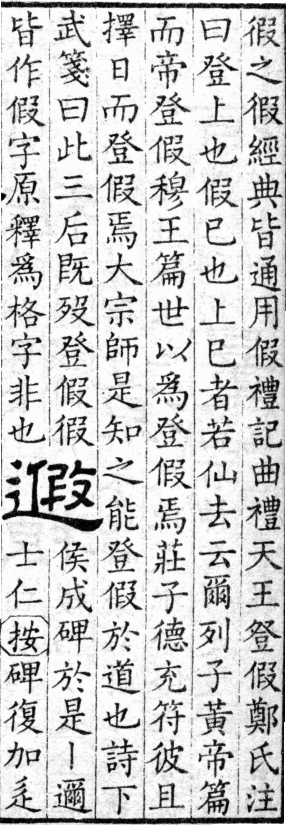 徦之徦經典皆通用假禮記曲禮天王登假鄭氏注
曰登上也假已也上已者若仙去云爾列子黃帝篇
而帝登假穆王篇世以爲登假焉莊子德充符彼且
擇日而登假焉大宗師是知之能登假於道也詩下
武箋曰此三后旣歿登假徦
皆作假字原釋爲格字非也
遐
侯成碑於是丨邇
士仁按碑復加辵